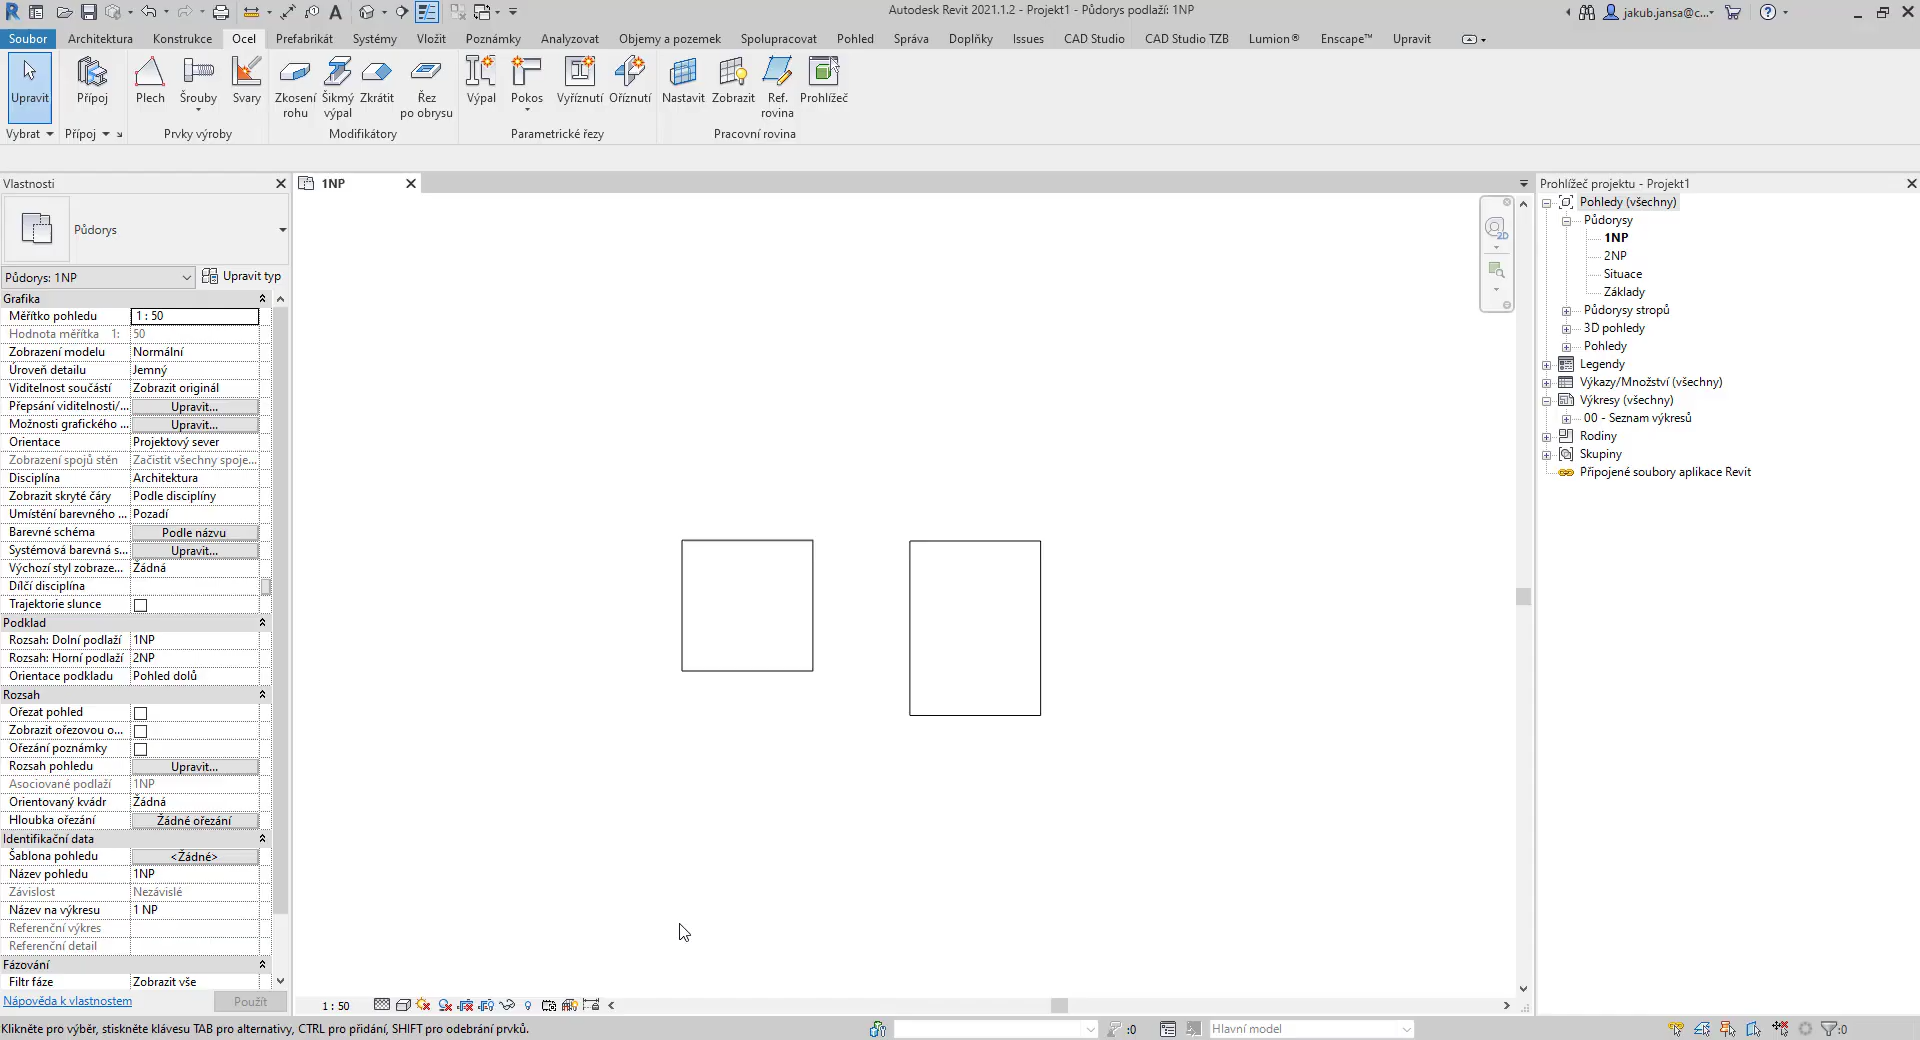 Autodesk Revit 2021.1.2 - Projekt1 - Půdorys podlaží: 1NP
jakub.jansa@c...
Soubor Architektura Konstrukce Ocel Prefabrikát Systémy Vložit Poznámky Analyzovat Objemy a pozemek Spolupracovat Pohled Správa Doplňky Issues CAD Studio CAD Studio TZB Lumion® Enscape™ Upravit
Upravit Přípoj Plech Šrouby Svary Zkosení rohu Šikmý výpal Zkrátit Řez po obrysu Výpal Pokos Vyříznutí Oříznutí Nastavit Zobrazit Ref. rovina Prohlížeč
Vybrat Přípoj Prvky výroby Modifikátory Parametrické řezy Pracovní rovina
Vlastnosti
Půdorys
Půdorys: 1NP Upravit typ
Grafika
Měřítko pohledu 1 : 50
Hodnota měřítka 1: 50
Zobrazení modelu Normální
Úroveň detailu Jemný
Viditelnost součástí Zobrazit originál
Přepsání viditelnosti/... Upravit...
Možnosti grafického ... Upravit...
Orientace Projektový sever
Zobrazení spojů stěn Začistit všechny spoje...
Disciplína Architektura
Zobrazit skryté čáry Podle disciplíny
Umístění barevného ... Pozadí
Barevné schéma Podle názvu
Systémová barevná s... Upravit...
Výchozí styl zobraze... Žádná
Dílčí disciplína
Trajektorie slunce
Podklad
Rozsah: Dolní podlaží 1NP
Rozsah: Horní podlaží 2NP
Orientace podkladu Pohled dolů
Rozsah
Ořezat pohled
Zobrazit ořezovou o...
Ořezání poznámky
Rozsah pohledu Upravit...
Asociované podlaží 1NP
Orientovaný kvádr Žádná
Hloubka ořezání Žádné ořezání
Identifikační data
Šablona pohledu <Žádné>
Název pohledu 1NP
Závislost Nezávislé
Název na výkresu 1 NP
Referenční výkres
Referenční detail
Fázování
Filtr fáze Zobrazit vše
Nápověda k vlastnostem Použít
1NP
2D
1 : 50
Prohlížeč projektu - Projekt1
Pohledy (všechny)
Půdorysy
1NP
2NP
Situace
Základy
Půdorysy stropů
3D pohledy
Pohledy
Legendy
Výkazy/Množství (všechny)
Výkresy (všechny)
00 - Seznam výkresů
Rodiny
Skupiny
Připojené soubory aplikace Revit
Klikněte pro výběr, stiskněte klávesu TAB pro alternativy, CTRL pro přidání, SHIFT pro odebrání prvků. :0 Hlavní model :0